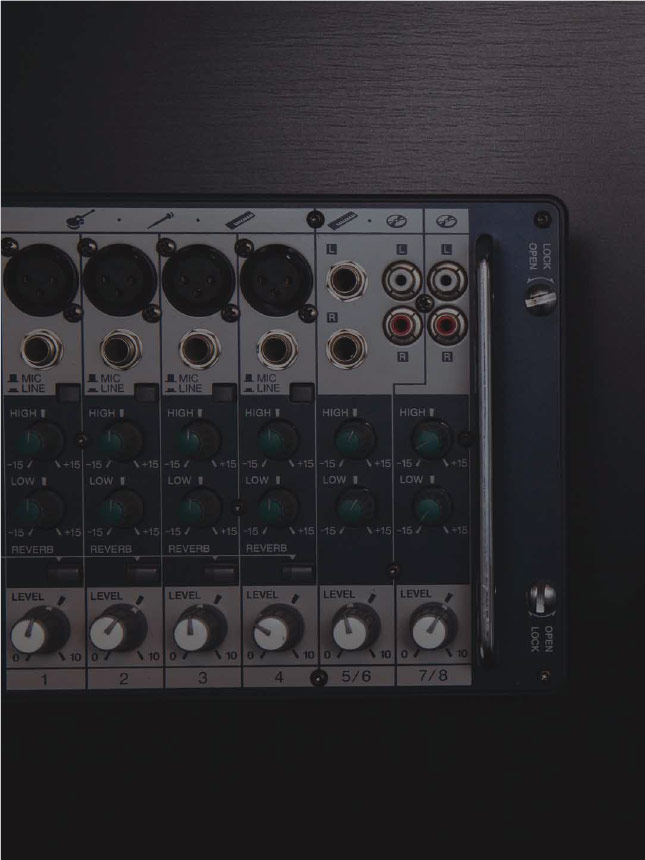 L L L
LOCK
OPEN
R
R R
MIC MIC MIC MIC
LINE LINE LINE LINE
HIGH HIGH HIGH HIGH HIGH HIGH
-15 +15 -15 +15 -15 +15 -15 +15 -15 +15 -15 +15
LOW LOW LOW LOW LOW LOW
-15 +15 -15 +15 -15 +15 -15 +15 -15 +15 -15 +15
REVERB REVERB REVERB REVERB
LEVEL LEVEL LEVEL LEVEL LEVEL LEVEL
OPEN
LOCK
0 10 0 10 0 10 0 10 0 10 0 10
1 2 3 4 5/6 7/8